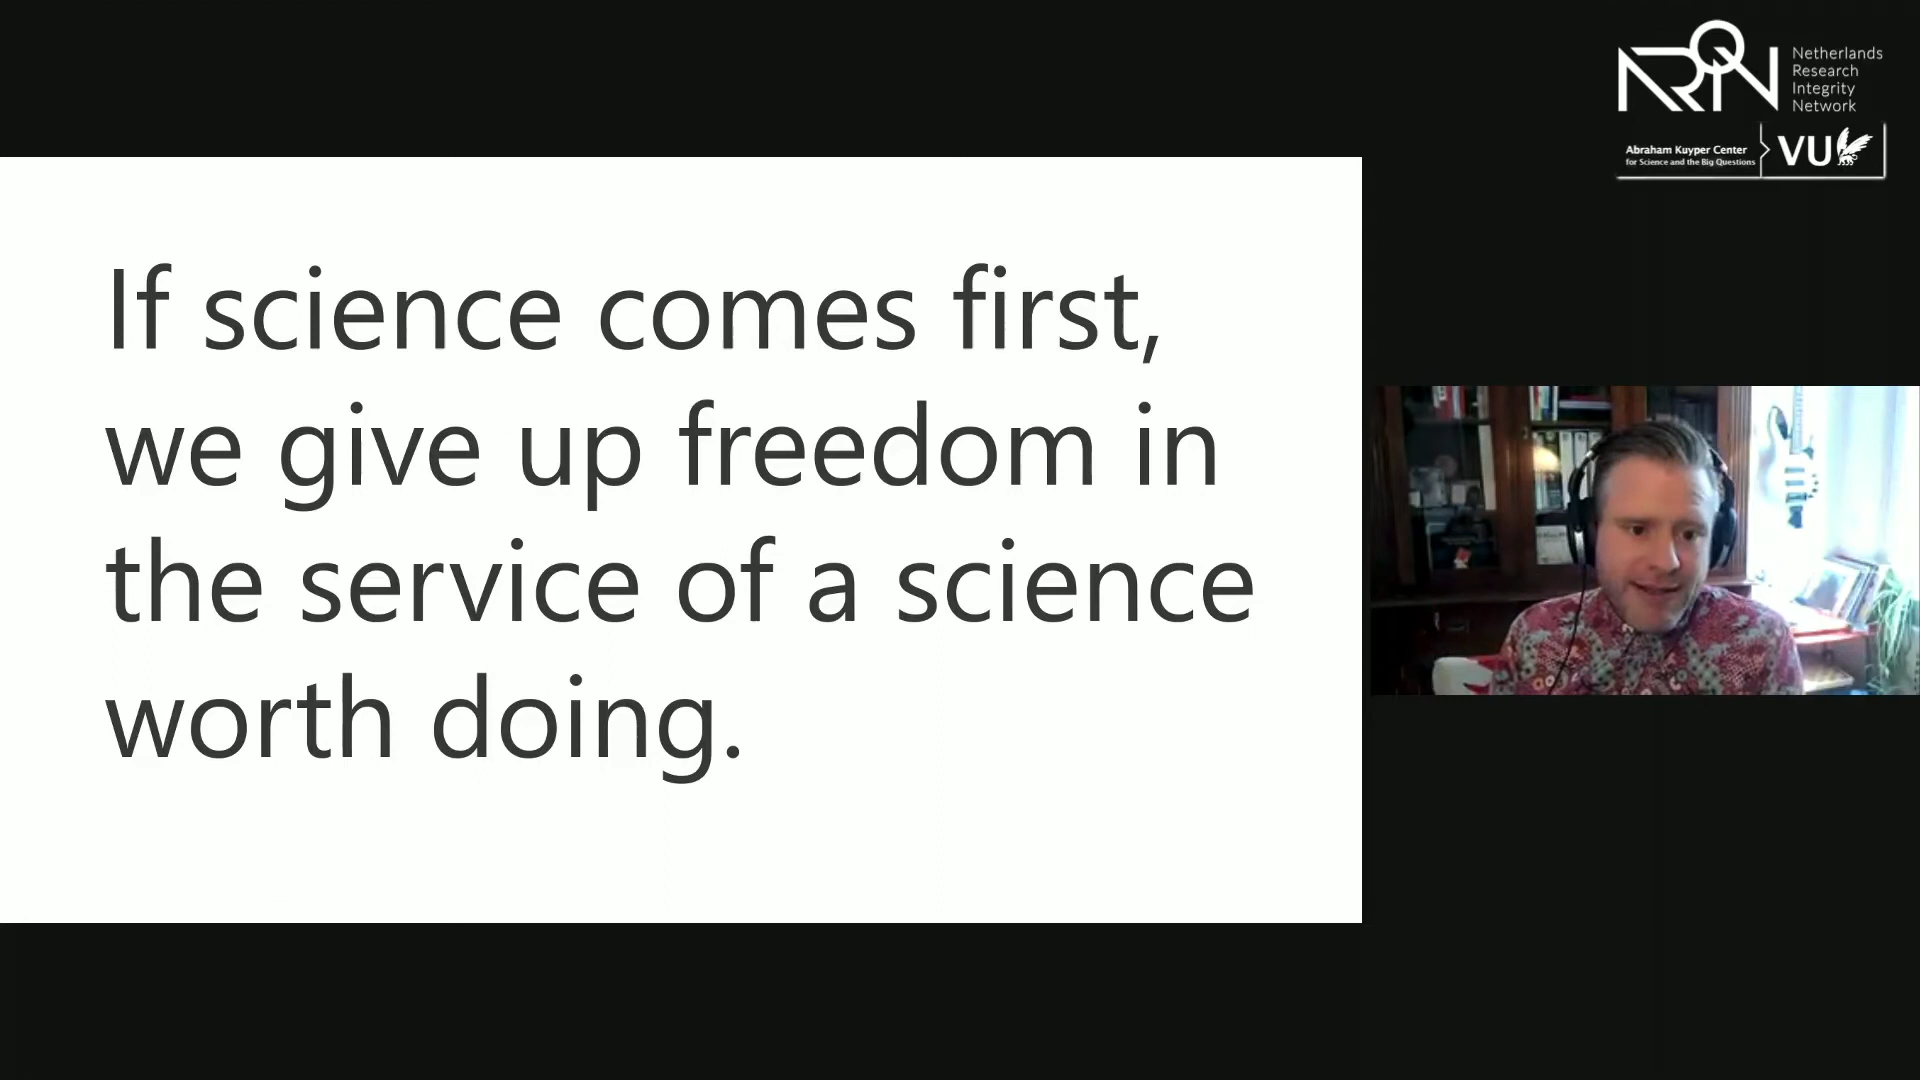 If science comes first,
we give up freedom in
the service of a science
worth doing.
NRIN
Netherlands
Research
Integrity
Network
Abraham Kuyper Center
for Science and the Big Questions
VU